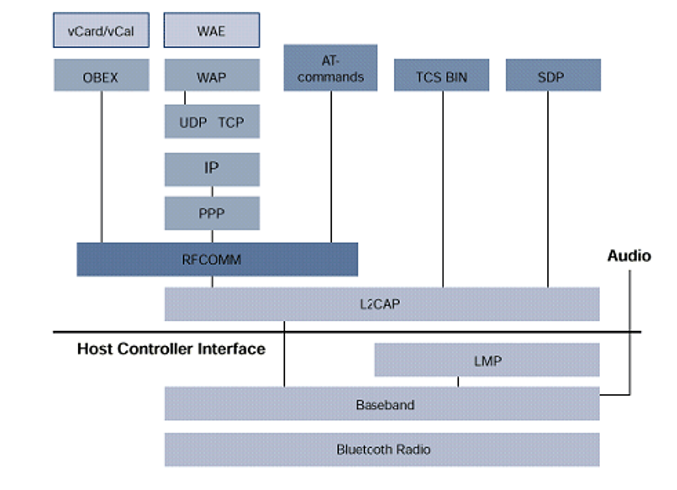 vCard/vCal
WAE
OBEX
WAP
AT-
commands
TCS BIN
SDP
UDP TCP
IP
PPP
RFCOMM
Audio
L2CAP
Host Controller Interface
LMP
Baseband
Bluetooth Radio